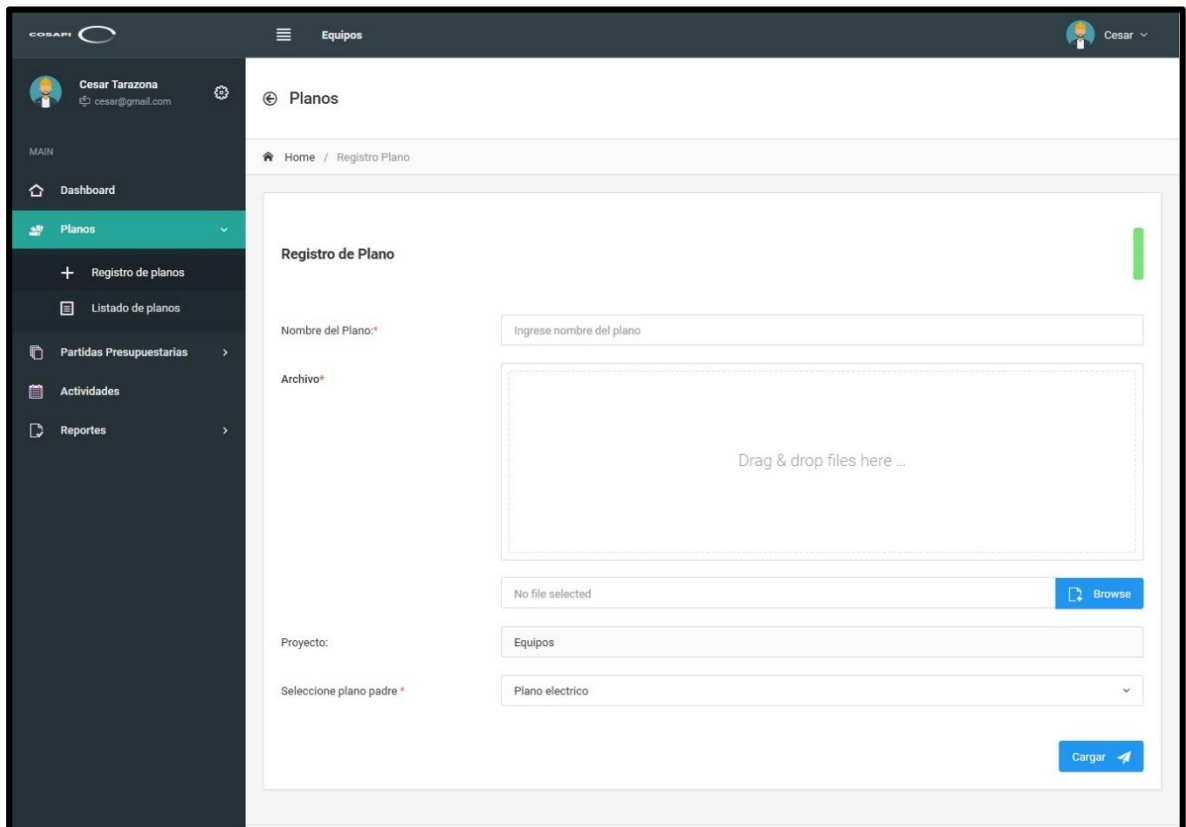 COSAPI
Equipos
Cesar
Cesar Tarazona
cesar@gmail.com
MAIN
Dashboard
Planos
Registro de planos
Listado de planos
Partidas Presupuestarias
Actividades
Reportes
Planos
Home / Registro Plano
Registro de Plano
Nombre del Plano:*
Ingrese nombre del plano
Archivo*
Drag & drop files here ...
No file selected
Browse
Proyecto:
Equipos
Seleccione plano padre *
Plano electrico
Cargar